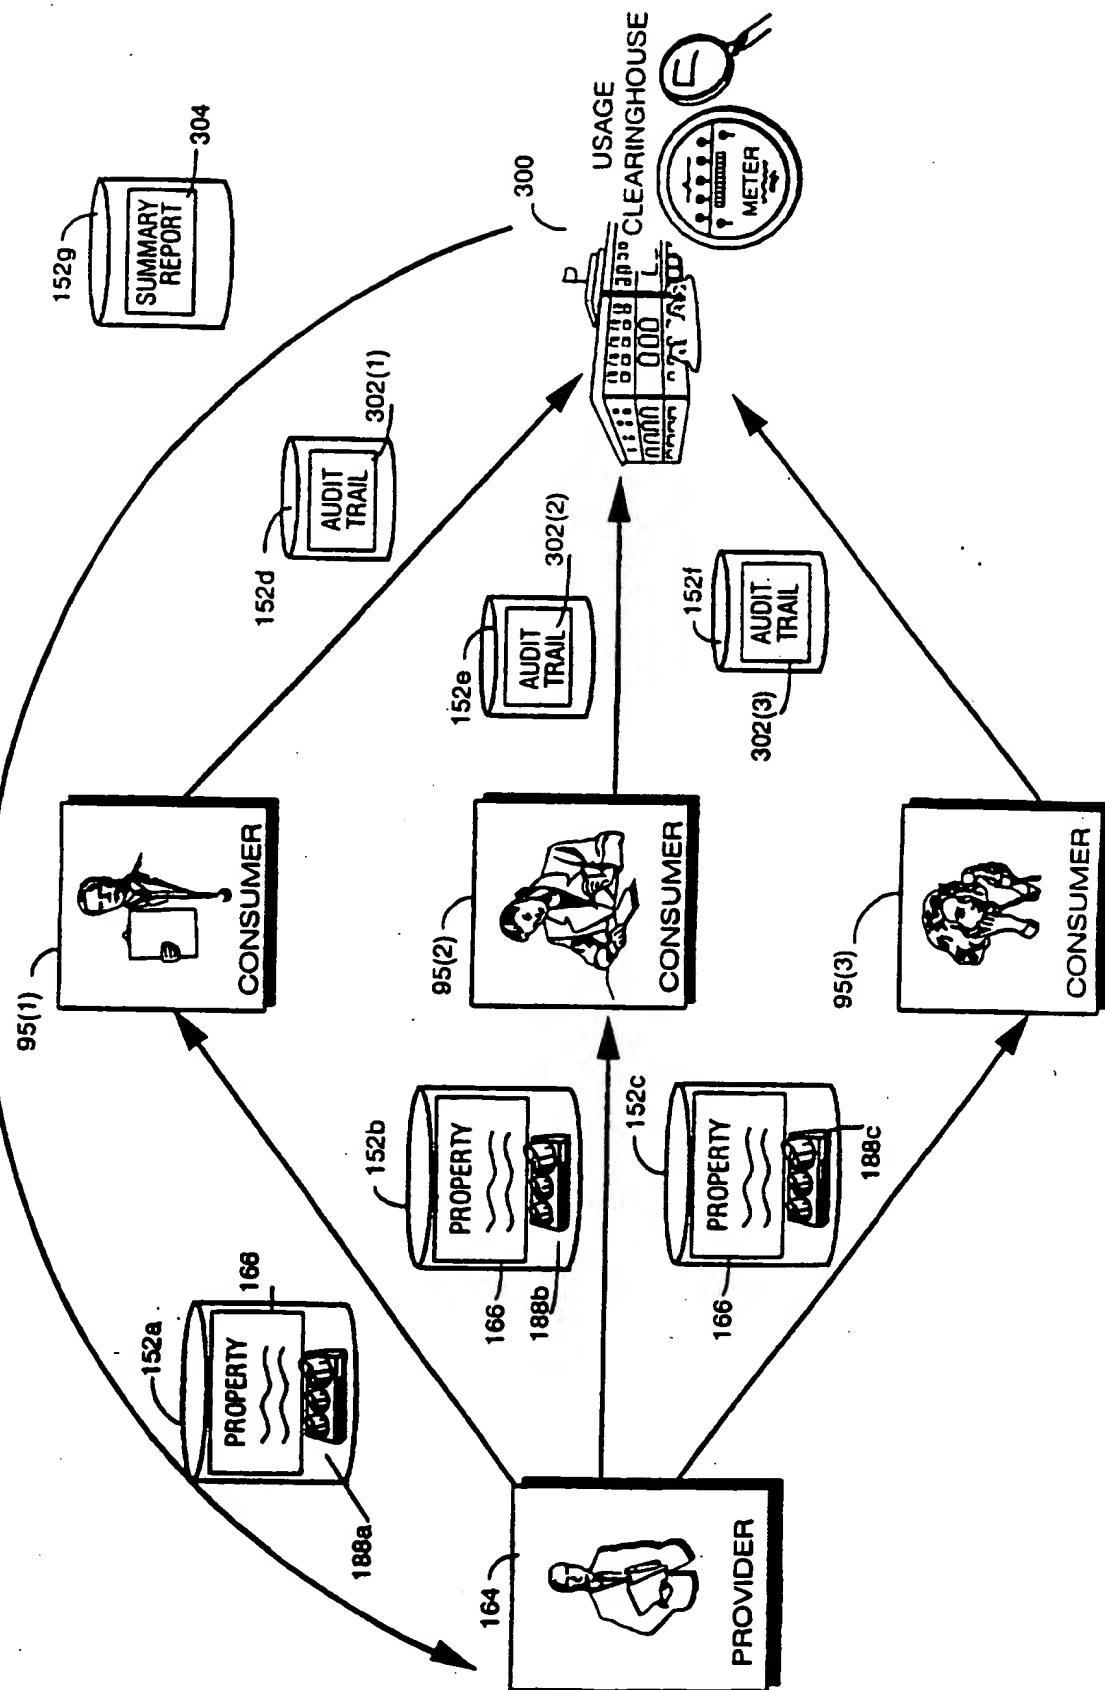 152g
SUMMARY
REPORT
304
USAGE
CLEARINGHOUSE
300
METER
152d
AUDIT
TRAIL
302(1)
152e
AUDIT
TRAIL
302(2)
152f
AUDIT
TRAIL
302(3)
95(1)
CONSUMER
95(2)
CONSUMER
95(3)
CONSUMER
152a
166
PROPERTY
188a
152b
PROPERTY
166
188b
152c
PROPERTY
166
188c
164
PROVIDER